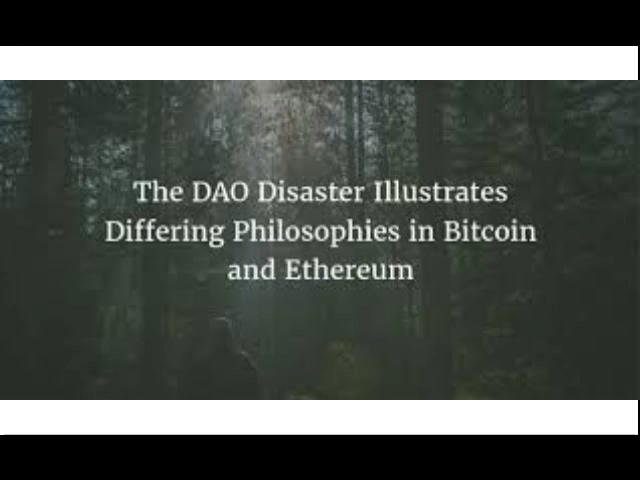 The DAO Disaster Illustrates
Differing Philosophies in Bitcoin
and Ethereum